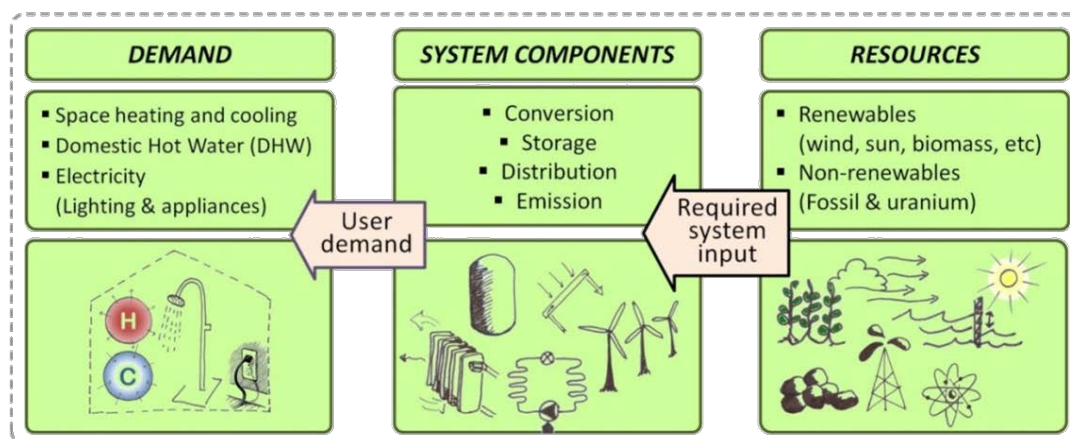 DEMAND
▪ Space heating and cooling
▪ Domestic Hot Water (DHW)
▪ Electricity
(Lighting & appliances)
User
demand
H
C
SYSTEM COMPONENTS
▪ Conversion
▪ Storage
▪ Distribution
▪ Emission
Required
system
input
RESOURCES
▪ Renewables
(wind, sun, biomass, etc)
▪ Non-renewables
(Fossil & uranium)